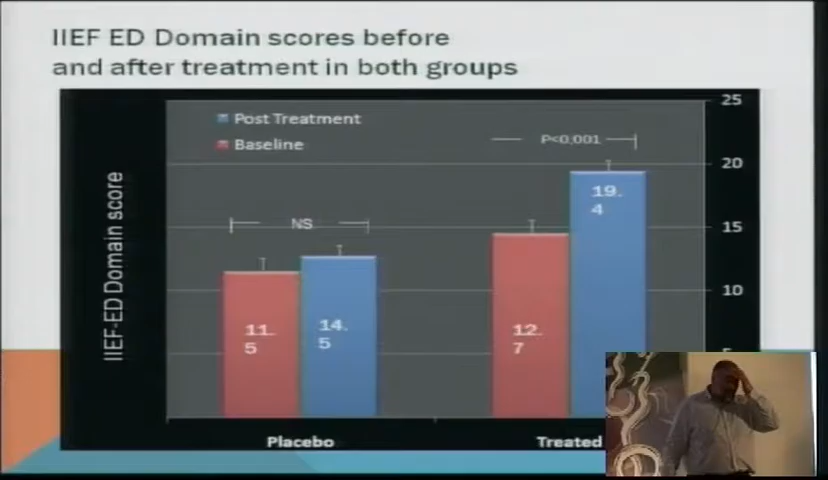 IIEF ED Domain scores before
and after treatment in both groups
Post Treatment
Baseline
P<0,001
NS
IIEF-ED Domain score
25
20
15
10
19.
4
11.
5
14.
5
12.
7
Placebo
Treated